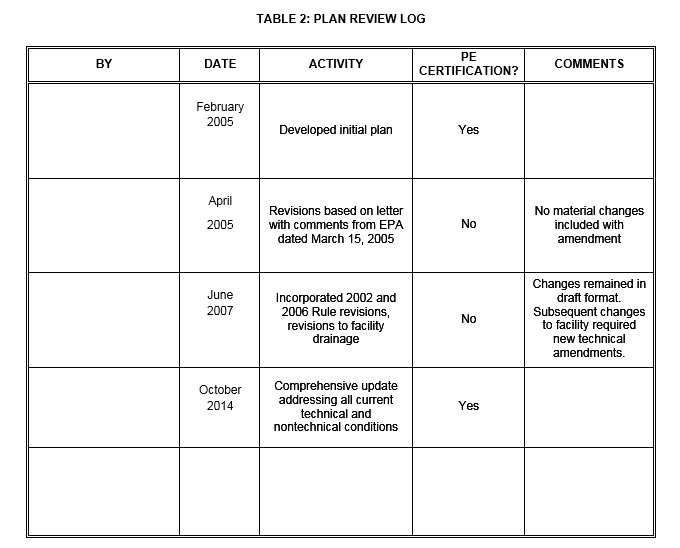 TABLE 2: PLAN REVIEW LOG
BY
DATE
ACTIVITY
PE
CERTIFICATION?
COMMENTS
February
2005
Developed initial plan
Yes
April
2005
Revisions based on letter
with comments from EPA
dated March 15, 2005
No
No material changes
included with
amendment
June
2007
Incorporated 2002 and
2006 Rule revisions,
revisions to facility
drainage
No
Changes remained in
draft format.
Subsequent changes
to facility required
new technical
amendments.
October
2014
Comprehensive update
addressing all current
technical and
nontechnical conditions
Yes